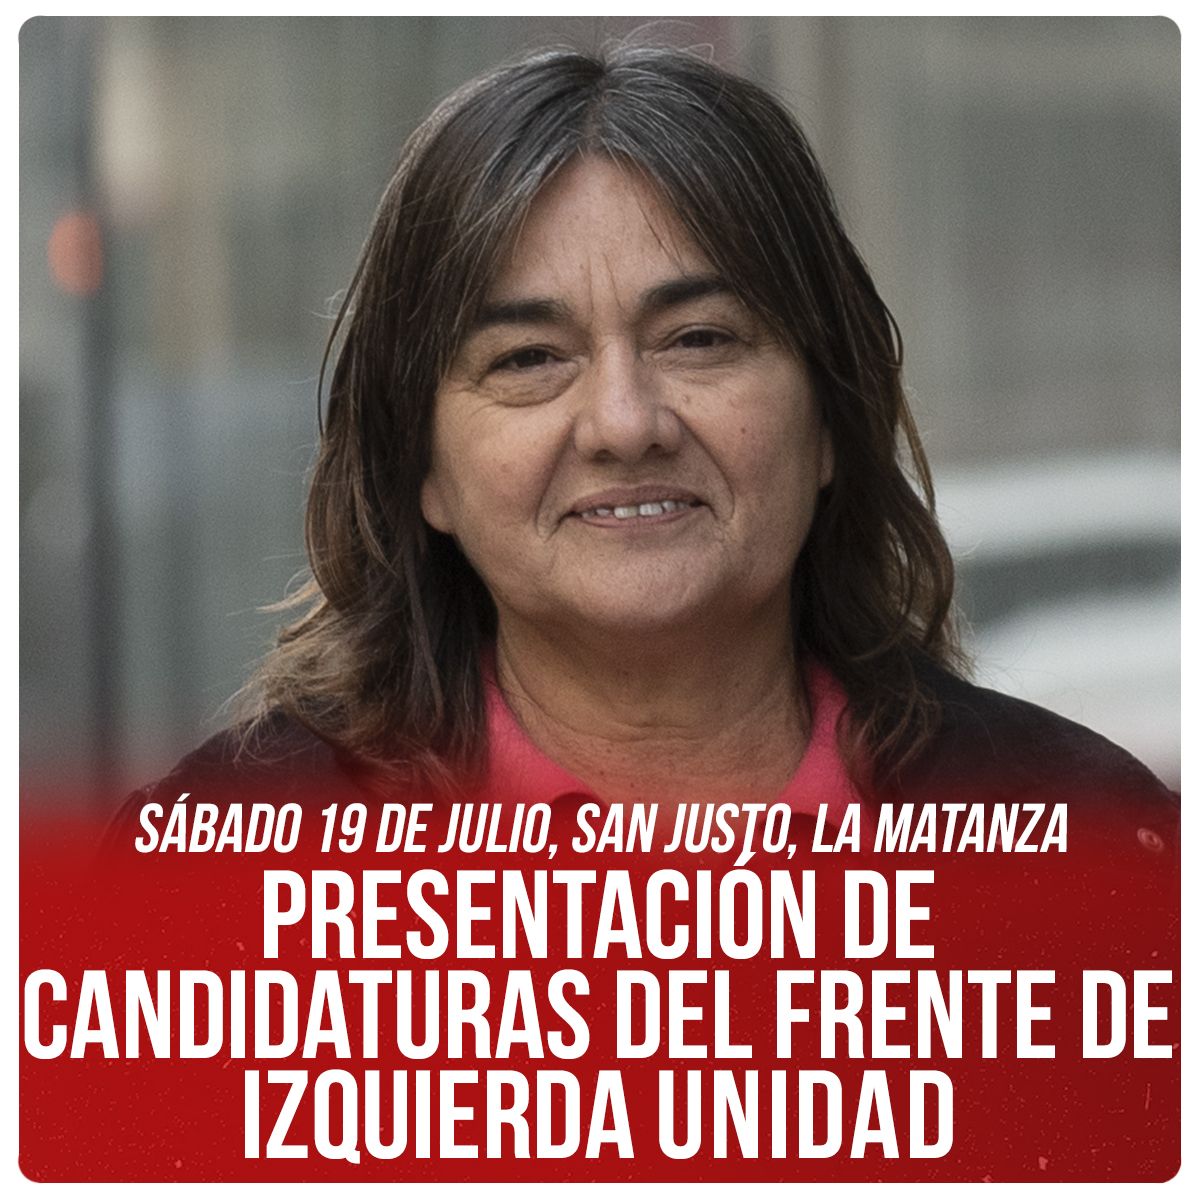 SÁBADO 19 DE JULIO, SAN JUSTO, LA MATANZA
PRESENTACIÓN DE
CANDIDATURAS DEL FRENTE DE
IZQUIERDA UNIDAD